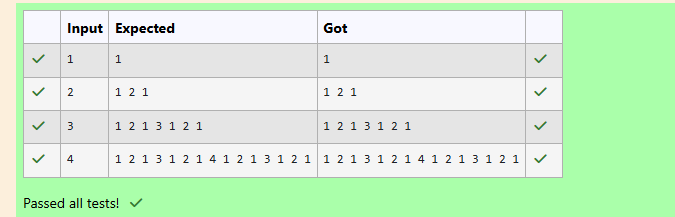 Input Expected Got
1 1 1
2 1 2 1 1 2 1
3 1 2 1 3 1 2 1 1 2 1 3 1 2 1
4 1 2 1 3 1 2 1 4 1 2 1 3 1 2 1 1 2 1 3 1 2 1 4 1 2 1 3 1 2 1
Passed all tests!